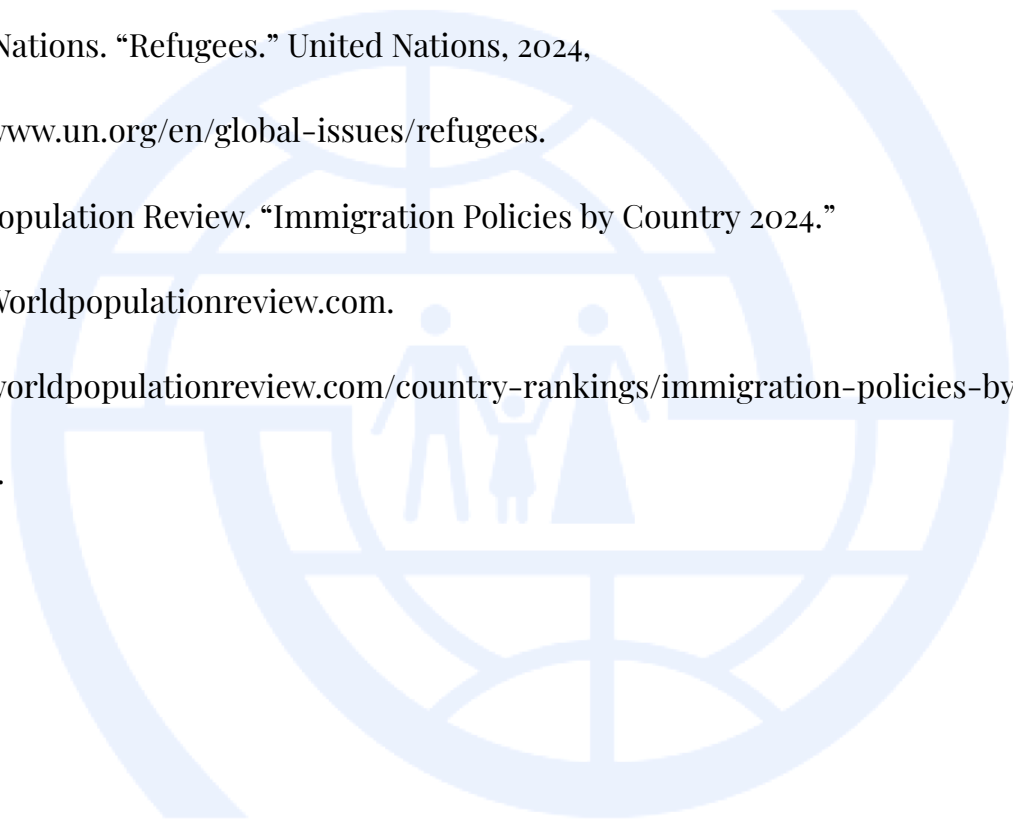 Nations. “Refugees.” United Nations, 2024,
www.un.org/en/global-issues/refugees.
opulation Review. “Immigration Policies by Country 2024.”
Worldpopulationreview.com.
worldpopulationreview.com/country-rankings/immigration-policies-by
.